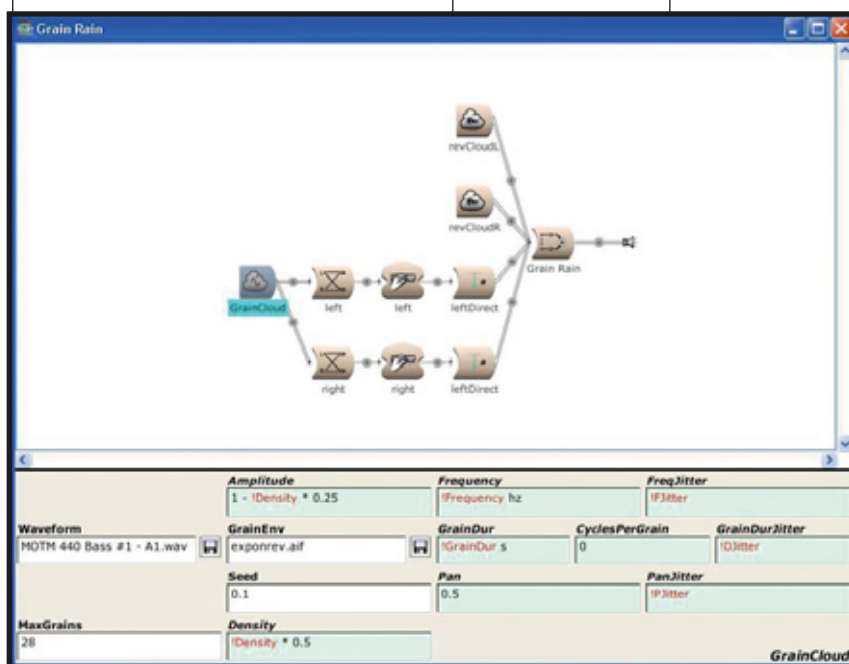 Grain Rain
revCloudL
revCloudR
Grain Rain
GrainCloud
left
left
leftDirect
right
right
leftDirect
Amplitude Frequency FreqJitter
1 - !Density * 0.25 !Frequency hz !FJitter
Waveform GrainEnv GrainDur CyclesPerGrain GrainDurJitter
MOTM 440 Bass #1 - A1.wav exponrev.aif !GrainDur s 0 !DJitter
Seed Pan PanJitter
0.1 0.5 !PJitter
MaxGrains Density
28 !Density * 0.5
GrainCloud